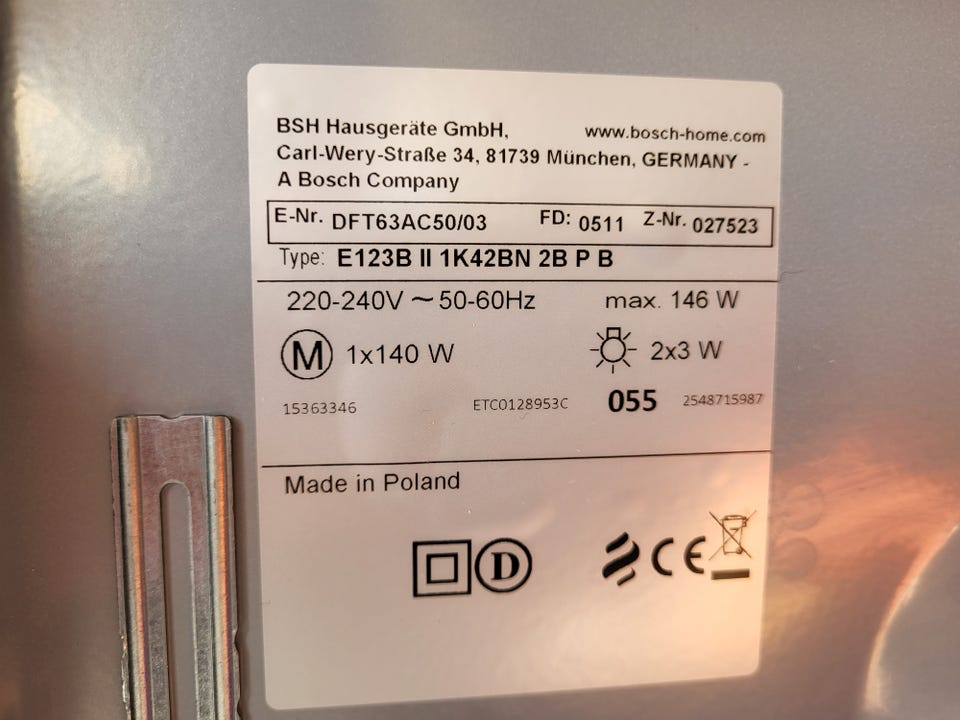 BSH Hausgeräte GmbH, www.bosch-home.com
Carl-Wery-Straße 34, 81739 München, GERMANY -
A Bosch Company
E-Nr. DFT63AC50/03 FD: 0511 Z-Nr. 027523
Type: E123B II 1K42BN 2B P B
220-240V ~ 50-60Hz max. 146 W
M 1x140 W 2x3 W
15363346 ETC0128953C 055 2548715987
Made in Poland
D CE